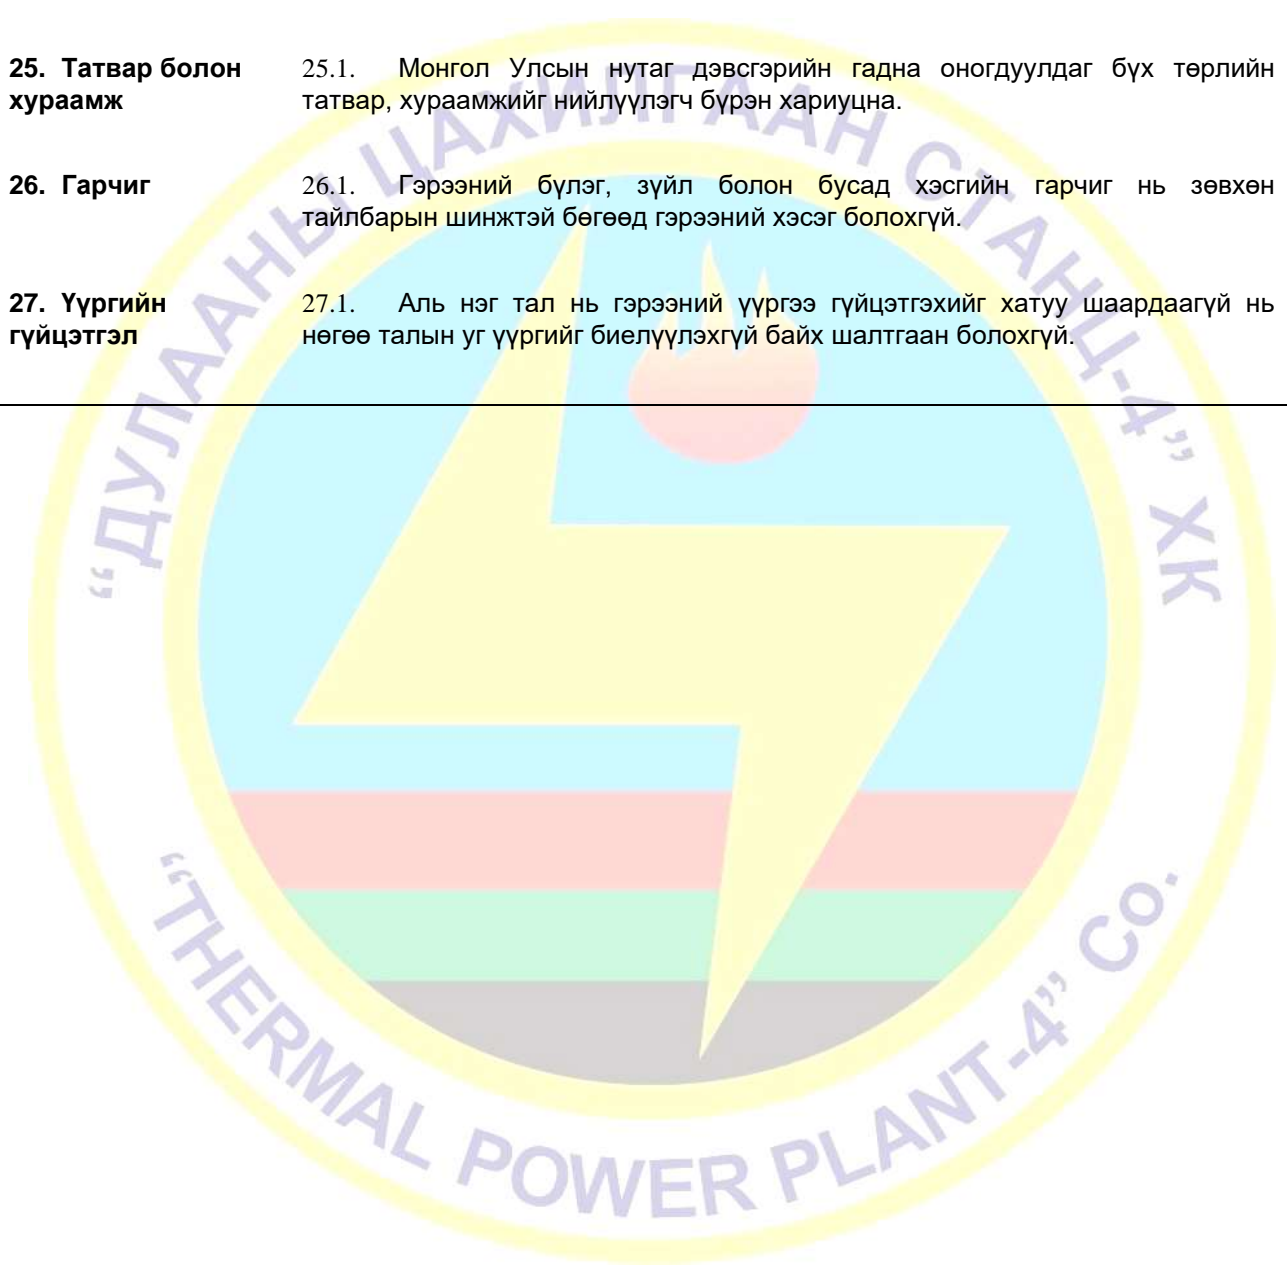 25. Татвар болон хураамж
25.1. Монгол Улсын нутаг дэвсгэрийн гадна оногдуулдаг бүх төрлийн
татвар, хураамжийг нийлүүлэгч бүрэн хариуцна.
26. Гарчиг
26.1. Гэрээний бүлэг, зүйл болон бусад хэсгийн гарчиг нь зөвхөн
тайлбарын шинжтэй бөгөөд гэрээний хэсэг болохгүй.
27. Үүргийн гүйцэтгэл
27.1. Аль нэг тал нь гэрээний үүргээ гүйцэтгэхийг хатуу шаардаагүй нь
нөгөө талын уг үүргийг биелүүлэхгүй байх шалтгаан болохгүй.
“ДУЛААНЫ ЦАХИЛГААН СТАНЦ-4” ХК
“THERMAL POWER PLANT-4” Co.